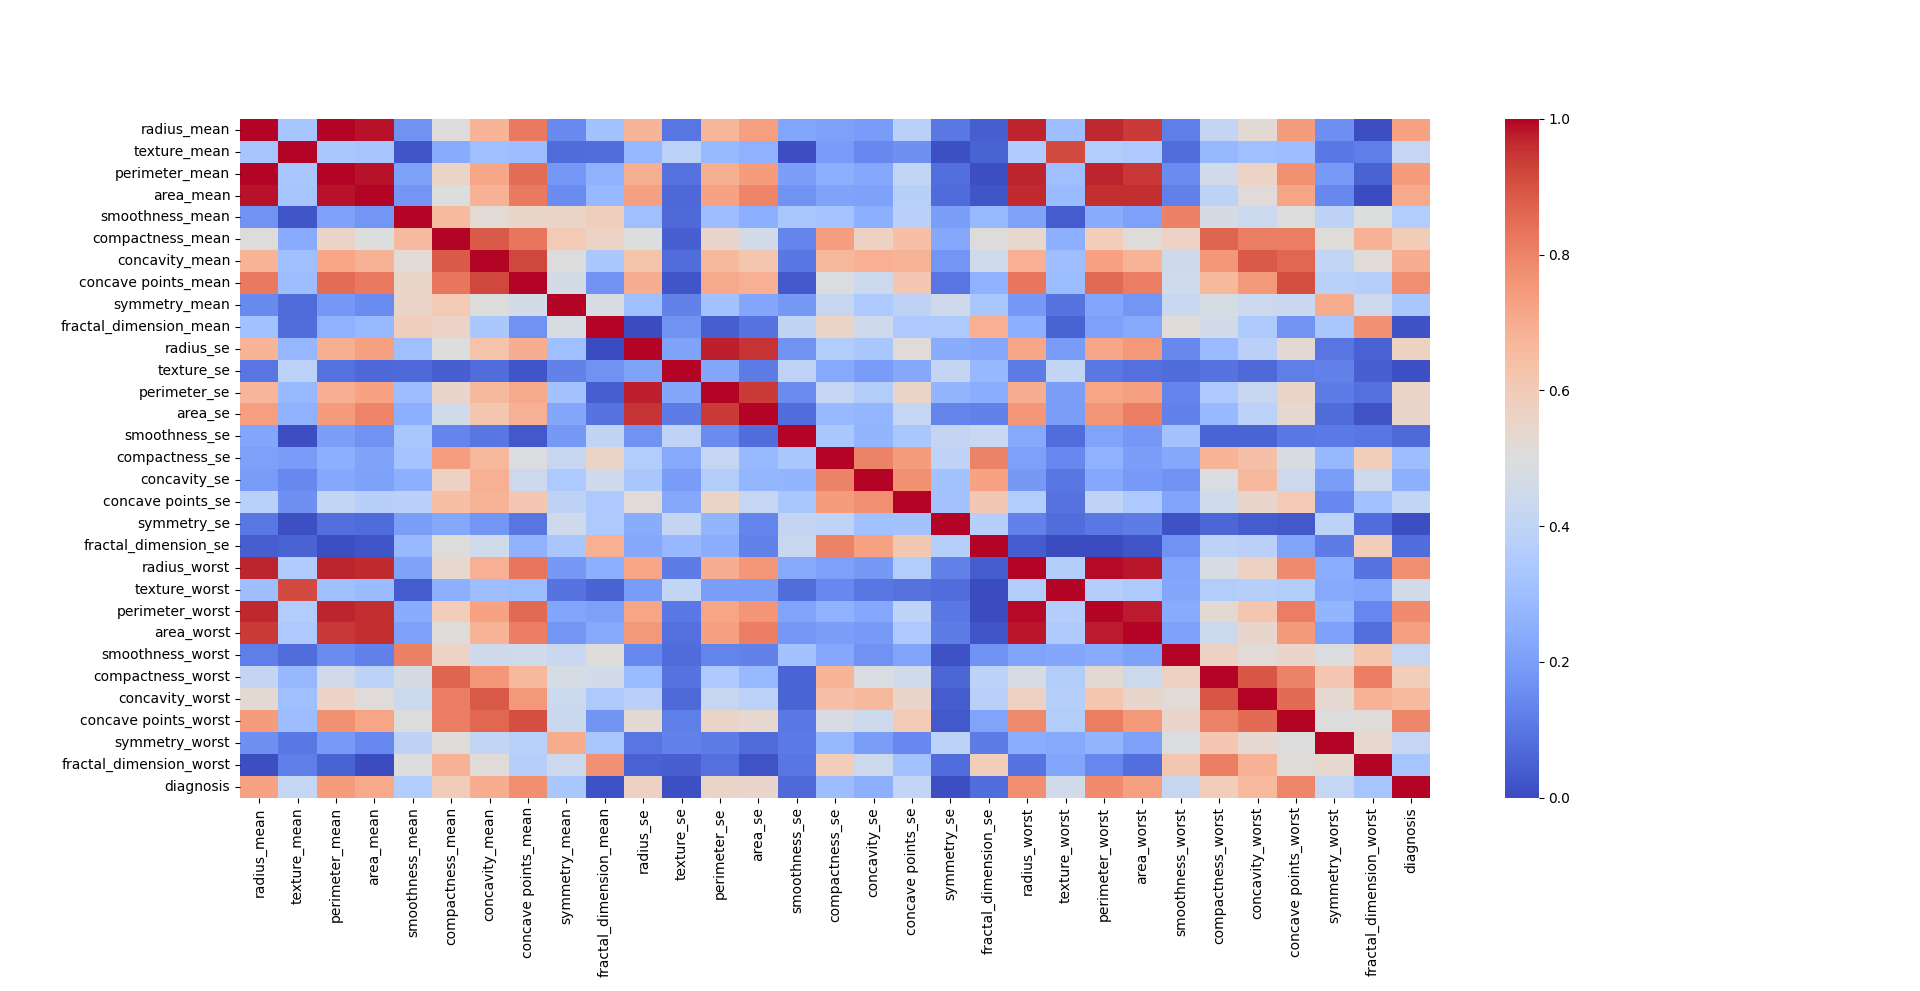 radius_mean
texture_mean
perimeter_mean
area_mean
smoothness_mean
compactness_mean
concavity_mean
concave points_mean
symmetry_mean
fractal_dimension_mean
radius_se
texture_se
perimeter_se
area_se
smoothness_se
compactness_se
concavity_se
concave points_se
symmetry_se
fractal_dimension_se
radius_worst
texture_worst
perimeter_worst
area_worst
smoothness_worst
compactness_worst
concavity_worst
concave points_worst
symmetry_worst
fractal_dimension_worst
diagnosis
radius_mean
texture_mean
perimeter_mean
area_mean
smoothness_mean
compactness_mean
concavity_mean
concave points_mean
symmetry_mean
fractal_dimension_mean
radius_se
texture_se
perimeter_se
area_se
smoothness_se
compactness_se
concavity_se
concave points_se
symmetry_se
fractal_dimension_se
radius_worst
texture_worst
perimeter_worst
area_worst
smoothness_worst
compactness_worst
concavity_worst
concave points_worst
symmetry_worst
fractal_dimension_worst
diagnosis
1.0
0.8
0.6
0.4
0.2
0.0